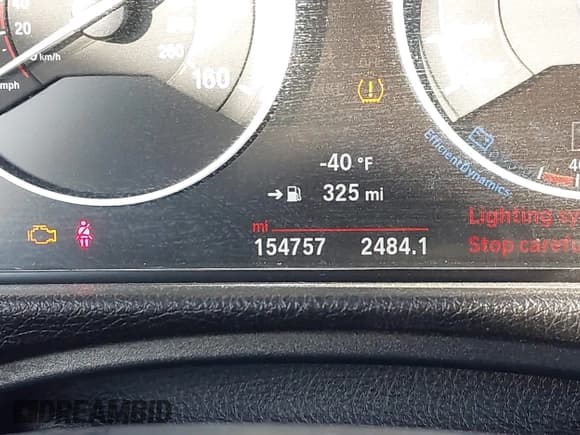 40
20
km/h
mph
200
160
-40 °F
325 mi
mi
154757 2484.1
EfficientDynamics
4
Lighting sy
Stop carefu
DREAMBID